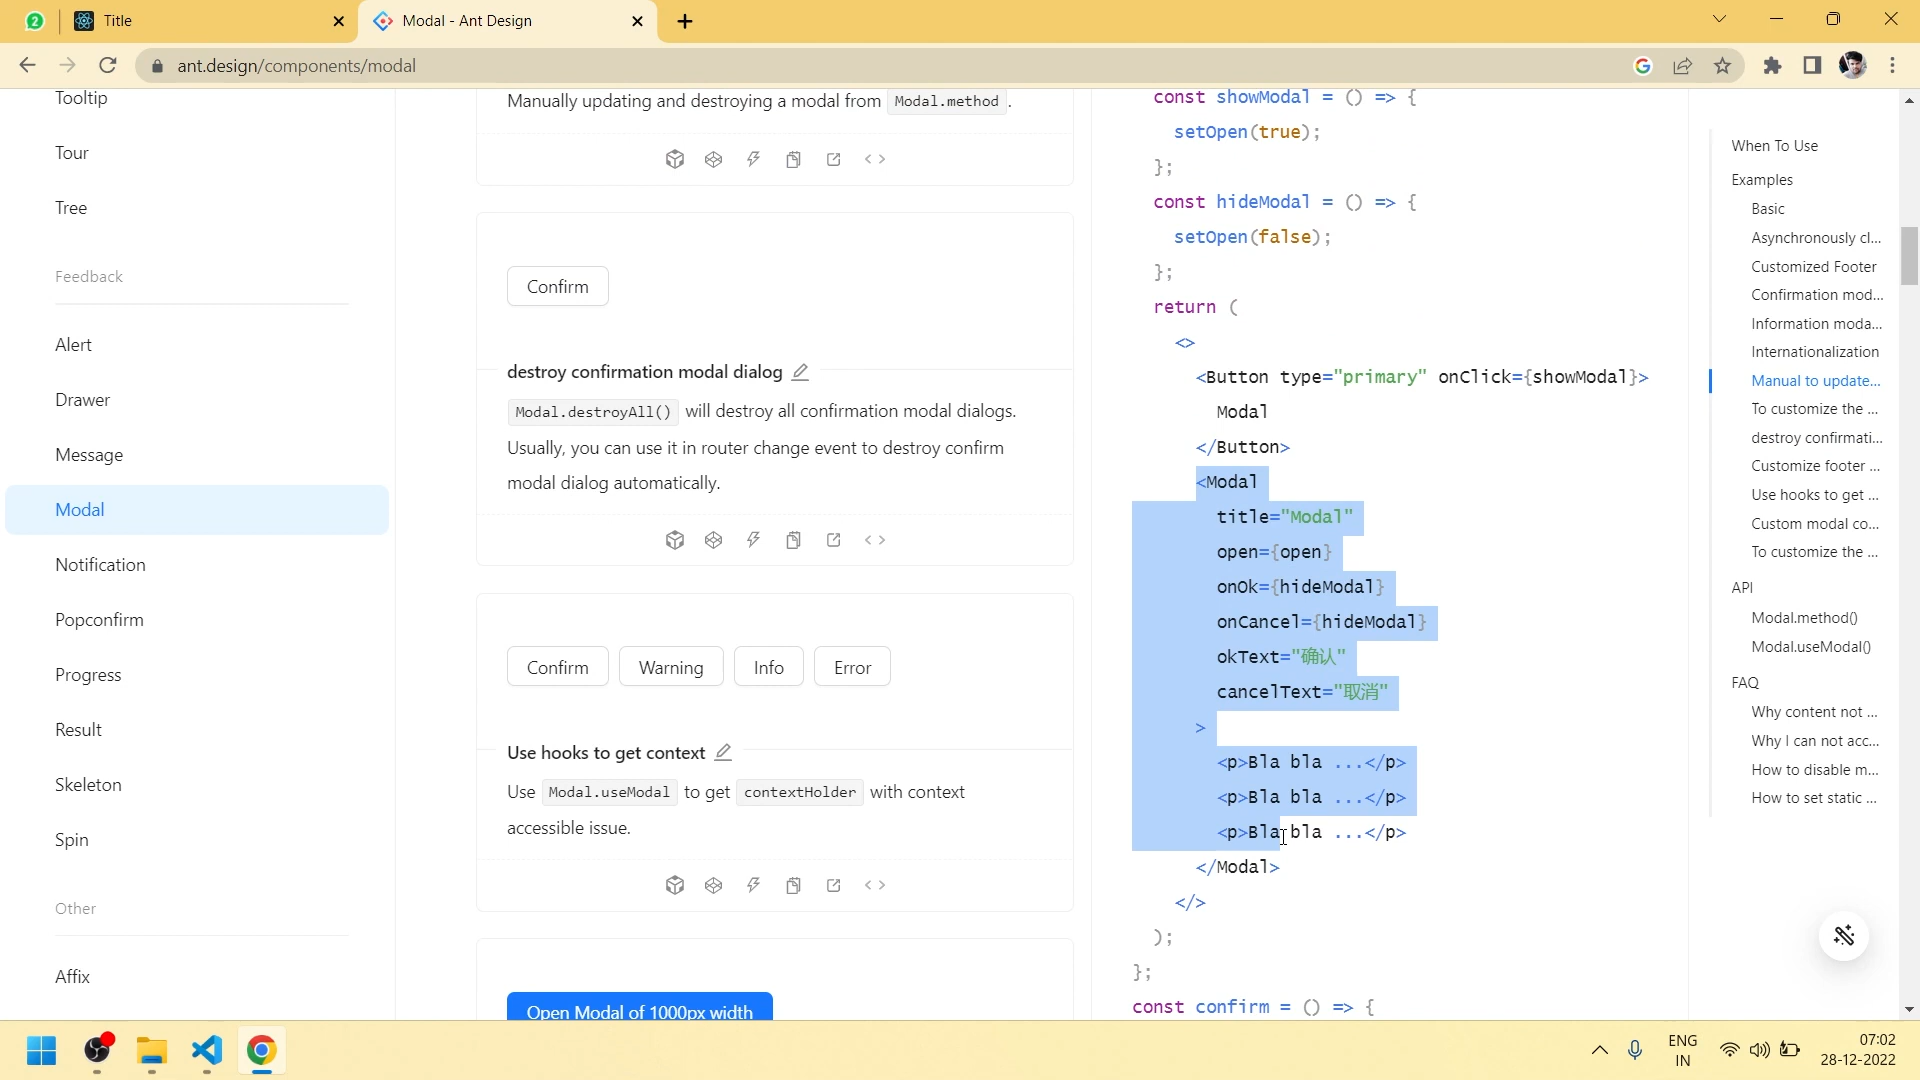 2
Title
Modal - Ant Design
ant.design/components/modal
Tooltip
Tour
Tree
Feedback
Alert
Drawer
Message
Modal
Notification
Popconfirm
Progress
Result
Skeleton
Spin
Other
Affix
Manually updating and destroying a modal from Modal.method .
Confirm
destroy confirmation modal dialog
Modal.destroyAll() will destroy all confirmation modal dialogs.
Usually, you can use it in router change event to destroy confirm
modal dialog automatically.
Confirm Warning Info Error
Use hooks to get context
Use Modal.useModal to get contextHolder with context
accessible issue.
Open Modal of 1000px width
const showModal = () => {
setOpen(true);
};
const hideModal = () => {
setOpen(false);
};
return (
<>
<Button type="primary" onClick={showModal}>
Modal
</Button>
<Modal
title="Modal"
open={open}
onOk={hideModal}
onCancel={hideModal}
okText="确认"
cancelText="取消"
>
<p>Bla bla ...</p>
<p>Bla bla ...</p>
<p>Bla bla ...</p>
</Modal>
</>
);
};
const confirm = () => {
When To Use
Examples
Basic
Asynchronously cl...
Customized Footer
Confirmation mod...
Information moda...
Internationalization
Manual to update...
To customize the ...
destroy confirmati...
Customize footer ...
Use hooks to get ...
Custom modal co...
To customize the ...
API
Modal.method()
Modal.useModal()
FAQ
Why content not ...
Why I can not acc...
How to disable m...
How to set static ...
ENG
IN
07:02
28-12-2022